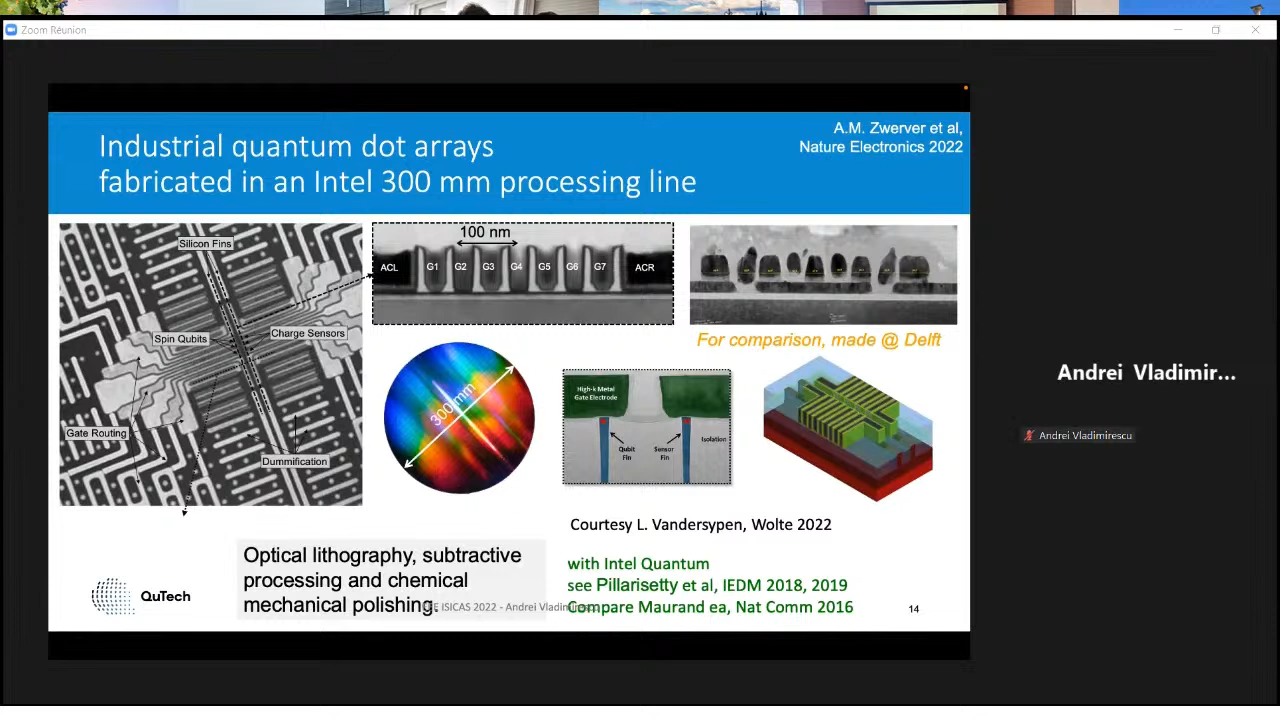 Zoom Réunion
Industrial quantum dot arrays
fabricated in an Intel 300 mm processing line
A.M. Zwerver et al,
Nature Electronics 2022
Silicon Fins
Spin Qubits
Charge Sensors
Gate Routing
Dummification
100 nm
ACL
G1
G2
G3
G4
G5
G6
G7
ACR
For comparison, made @ Delft
300 mm
High-k Metal
Gate Electrode
Qubit
Fin
Sensor
Fin
Isolation
Courtesy L. Vandersypen, Wolte 2022
Optical lithography, subtractive
processing and chemical
mechanical polishing.
with Intel Quantum
see Pillarisetty et al, IEDM 2018, 2019
Compare Maurand ea, Nat Comm 2016
ISICAS 2022 - Andrei Vladimirescu
QuTech
14
Andrei Vladimir...
Andrei Vladimirescu